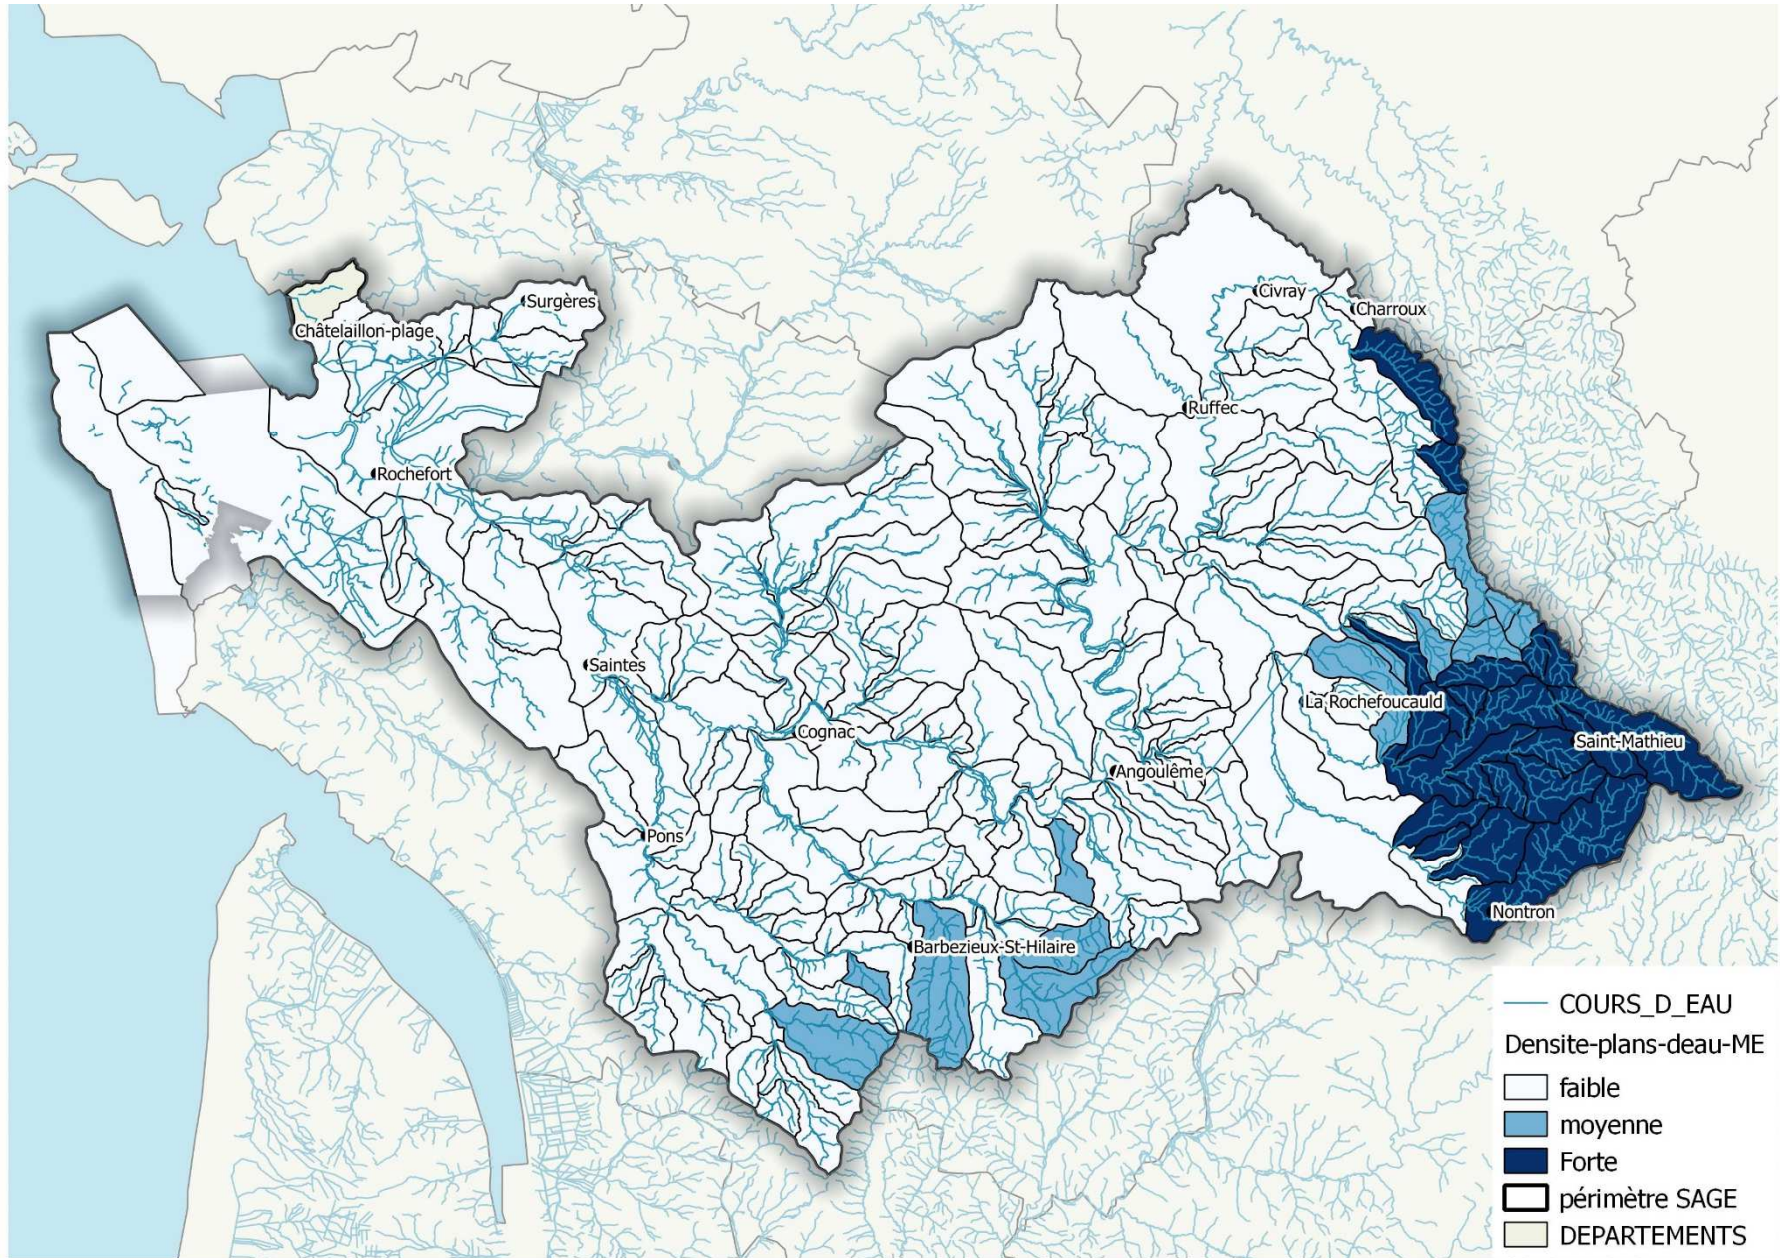 Civray
Surgères
Charroux
Châtelaillon-plage
Ruffec
Rochefort
Saintes
La Rochefoucauld
Cognac
Saint-Mathieu
Angoulême
Pons
Nontron
Barbezieux-St-Hilaire
COURS_D_EAU
Densite-plans-deau-ME
faible
moyenne
Forte
périmètre SAGE
DEPARTEMENTS